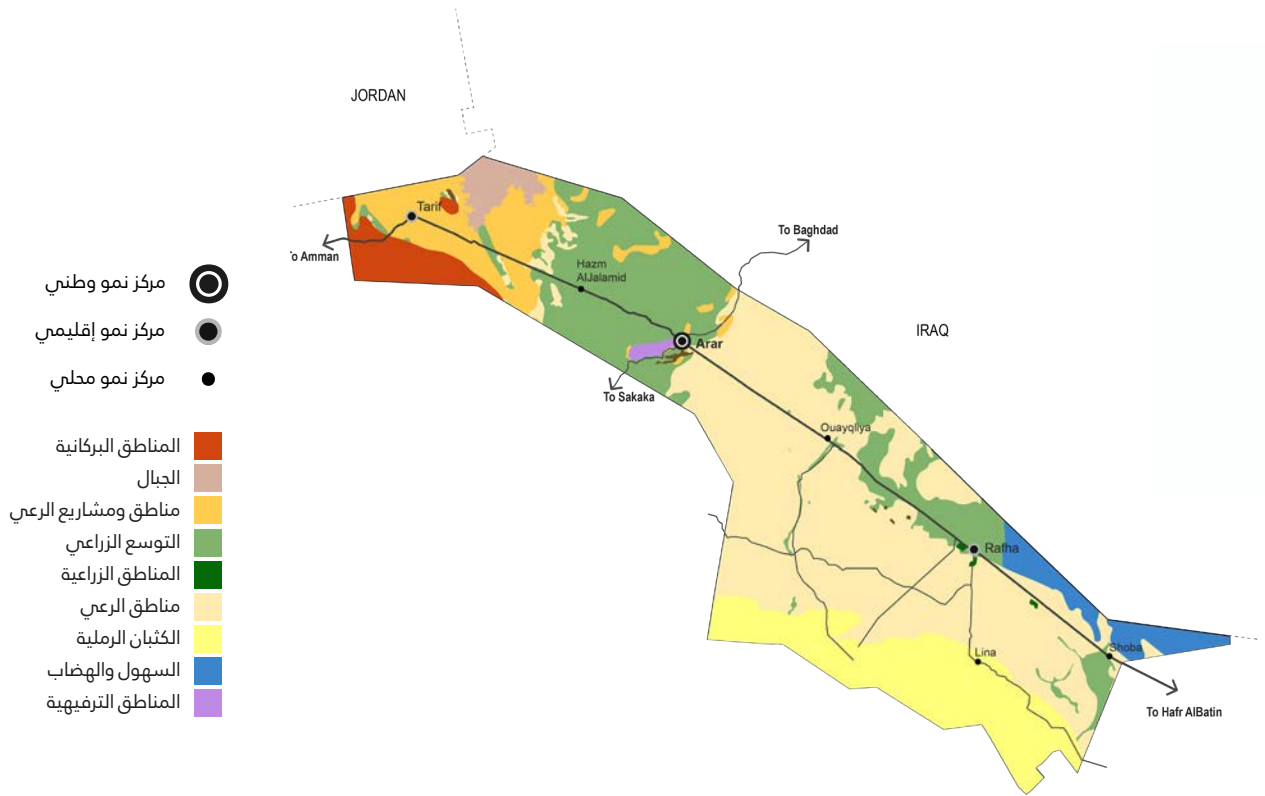 JORDAN
Tarif
To Baghdad
'o Amman
Hazm
AlJalamid
IRAQ
Arar
To Sakaka
Ouayqliya
Rafha
Shoba
Lina
To Hafr AlBatin
مركز نمو وطني
مركز نمو إقليمي
مركز نمو محلي
المناطق البركانية
الجبال
مناطق ومشاريع الرعي
التوسع الزراعي
المناطق الزراعية
مناطق الرعي
الكثبان الرملية
السهول والهضاب
المناطق الترفيهية